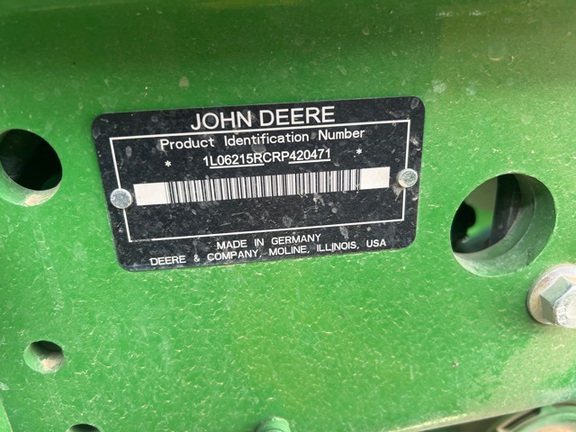 JOHN DEERE
Product Identification Number
* 1L06215RCRP420471 *
MADE IN GERMANY
DEERE & COMPANY, MOLINE, ILLINOIS, USA